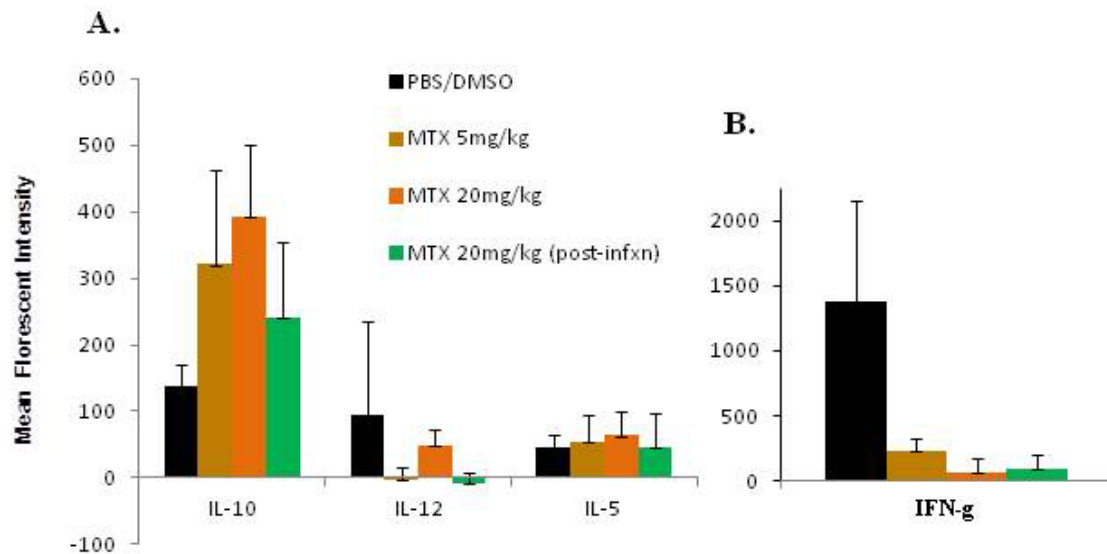 A.
Mean Florescent Intensity
600
500
400
300
200
100
0
-100
IL-10
IL-12
IL-5
PBS/DMSO
MTX 5mg/kg
MTX 20mg/kg
MTX 20mg/kg (post-infxn)
B.
2000
1500
1000
500
0
IFN-g